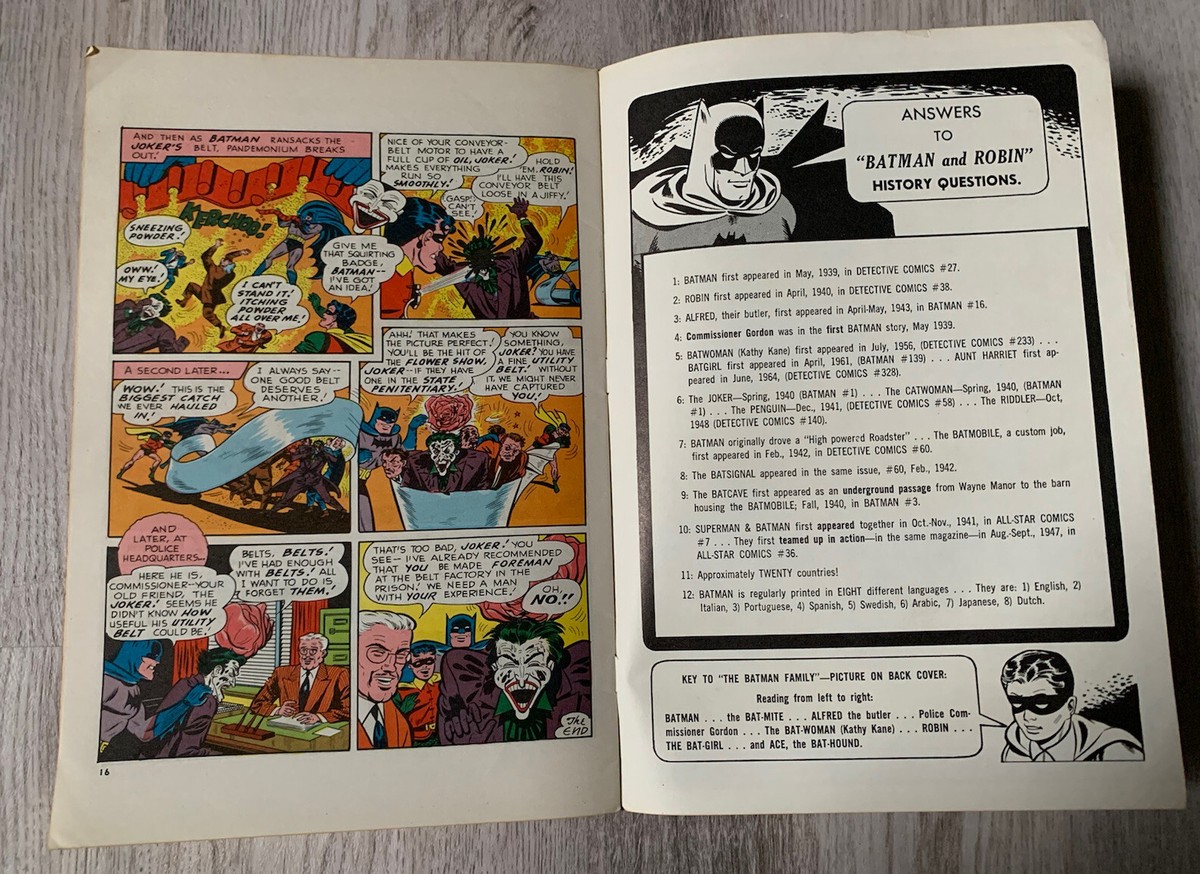 AND THEN AS BATMAN RANSACKS THE
JOKER'S BELT, PANDEMONIUM BREAKS
OUT!
KERCHOO!
SNEEZING
POWDER!
OWW!
MY EYE!
I CAN'T
STAND IT!
ITCHING
POWDER
ALL OVER ME!
GIVE ME
THAT SQUIRTING
BADGE,
BATMAN--
I'VE GOT
AN IDEA!
NICE OF YOUR CONVEYOR-
BELT MOTOR TO HAVE A
FULL CUP OF OIL, JOKER!
MAKES EVERYTHING
RUN SO
SMOOTHLY!
GASP!
CAN'T
SEE!
HOLD
'EM, ROBIN!
I'LL HAVE THIS
CONVEYOR BELT
LOOSE IN A JIFFY!
A SECOND LATER...
WOW! THIS IS THE
BIGGEST CATCH
WE EVER HAULED
IN!
I ALWAYS SAY--
ONE GOOD BELT
DESERVES
ANOTHER!
AHH! THAT MAKES
THE PICTURE PERFECT!
YOU'LL BE THE HIT OF
THE FLOWER SHOW,
JOKER--IF THEY HAVE
ONE IN THE STATE
PENITENTIARY!
YOU KNOW
SOMETHING,
JOKER? YOU HAVE
A FINE UTILITY
BELT! WITHOUT
IT, WE MIGHT NEVER
HAVE CAPTURED
YOU!
AND
LATER, AT
POLICE
HEADQUARTERS...
HERE HE IS,
COMMISSIONER--YOUR
OLD FRIEND, THE
JOKER! SEEMS HE
DIDN'T KNOW HOW
USEFUL HIS UTILITY
BELT COULD BE!
BELTS, BELTS!
I'VE HAD ENOUGH
WITH BELTS! ALL
I WANT TO DO IS
FORGET THEM!
THAT'S TOO BAD, JOKER! YOU
SEE-- I'VE ALREADY RECOMMENDED
THAT YOU BE MADE FOREMAN
AT THE BELT FACTORY IN THE
PRISON! WE NEED A MAN
WITH YOUR EXPERIENCE!
OH,
NO!!
THE
END
16
ANSWERS
TO
"BATMAN and ROBIN"
HISTORY QUESTIONS.
1: BATMAN first appeared in May, 1939, in DETECTIVE COMICS #27.
2: ROBIN first appeared in April, 1940, in DETECTIVE COMICS #38.
3: ALFRED, their butler, first appeared in April-May, 1943, in BATMAN #16.
4: Commissioner Gordon was in the first BATMAN story, May 1939.
5: BATWOMAN (Kathy Kane) first appeared in July, 1956, (DETECTIVE COMICS #233) . . .
BATGIRL first appeared in April, 1961, (BATMAN #139) . . . AUNT HARRIET first ap-
peared in June, 1964, (DETECTIVE COMICS #328).
6: The JOKER—Spring, 1940 (BATMAN #1) . . . The CATWOMAN—Spring, 1940, (BATMAN
#1) . . . The PENGUIN—Dec., 1941, (DETECTIVE COMICS #58) . . . The RIDDLER—Oct,
1948 (DETECTIVE COMICS #140).
7: BATMAN originally drove a "High powered Roadster" . . . The BATMOBILE, a custom job,
first appeared in Feb., 1942, in DETECTIVE COMICS #60.
8: The BATSIGNAL appeared in the same issue, #60, Feb., 1942.
9: The BATCAVE first appeared as an underground passage from Wayne Manor to the barn
housing the BATMOBILE; Fall, 1940, in BATMAN #3.
10: SUPERMAN & BATMAN first appeared together in Oct.-Nov., 1941, in ALL-STAR COMICS
#7 . . . They first teamed up in action—in the same magazine—in Aug.-Sept., 1947, in
ALL-STAR COMICS #36.
11: Approximately TWENTY countries!
12: BATMAN is regularly printed in EIGHT different languages . . . They are: 1) English, 2)
Italian, 3) Portuguese, 4) Spanish, 5) Swedish, 6) Arabic, 7) Japanese, 8) Dutch.
KEY TO "THE BATMAN FAMILY"—PICTURE ON BACK COVER:
Reading from left to right:
BATMAN . . . the BAT-MITE . . . ALFRED the butler . . . Police Com-
missioner Gordon . . . The BAT-WOMAN (Kathy Kane) . . . ROBIN . . .
THE BAT-GIRL . . . and ACE, the BAT-HOUND.